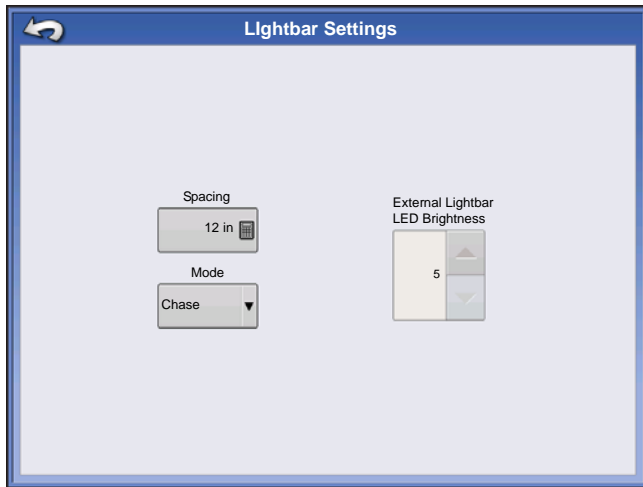 LIghtbar Settings
Spacing
12 in
Mode
Chase
External Lightbar
LED Brightness
5